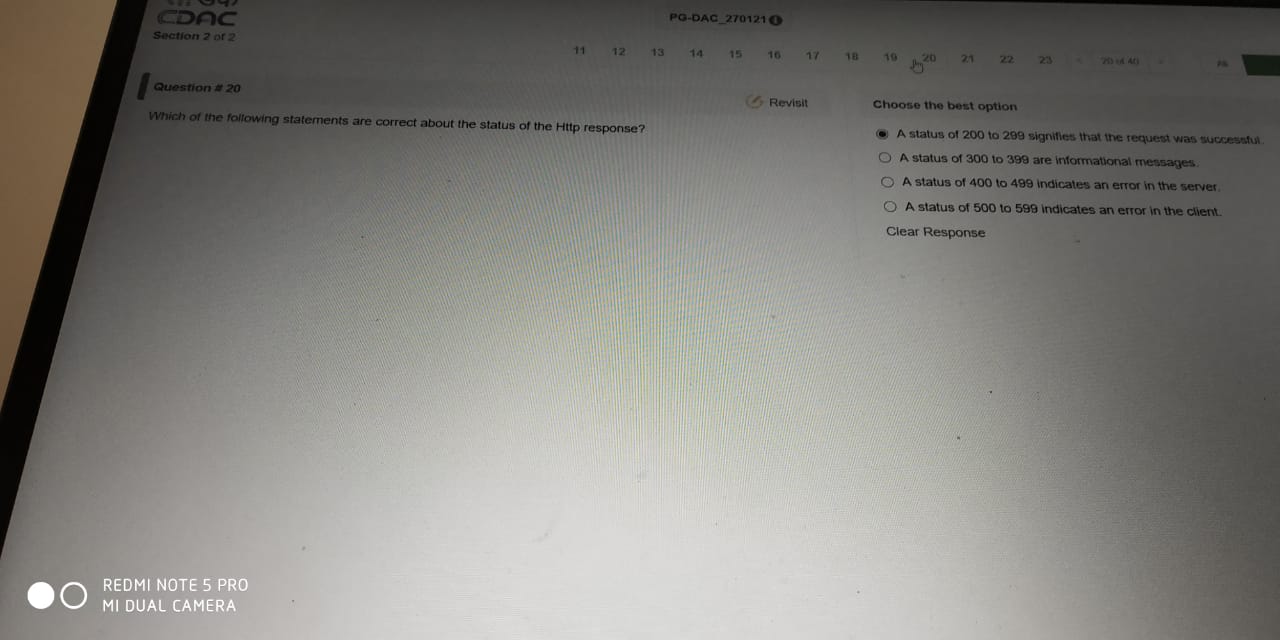 CDAC
Section 2 of 2
PG-DAC_270121
11 12 13 14 15 16 17 18 19 20 21 22 23 < 20 of 40 >
Question # 20
Revisit
Which of the following statements are correct about the status of the Http response?
Choose the best option
A status of 200 to 299 signifies that the request was successful.
A status of 300 to 399 are informational messages.
A status of 400 to 499 indicates an error in the server.
A status of 500 to 599 indicates an error in the client.
Clear Response
REDMI NOTE 5 PRO
MI DUAL CAMERA